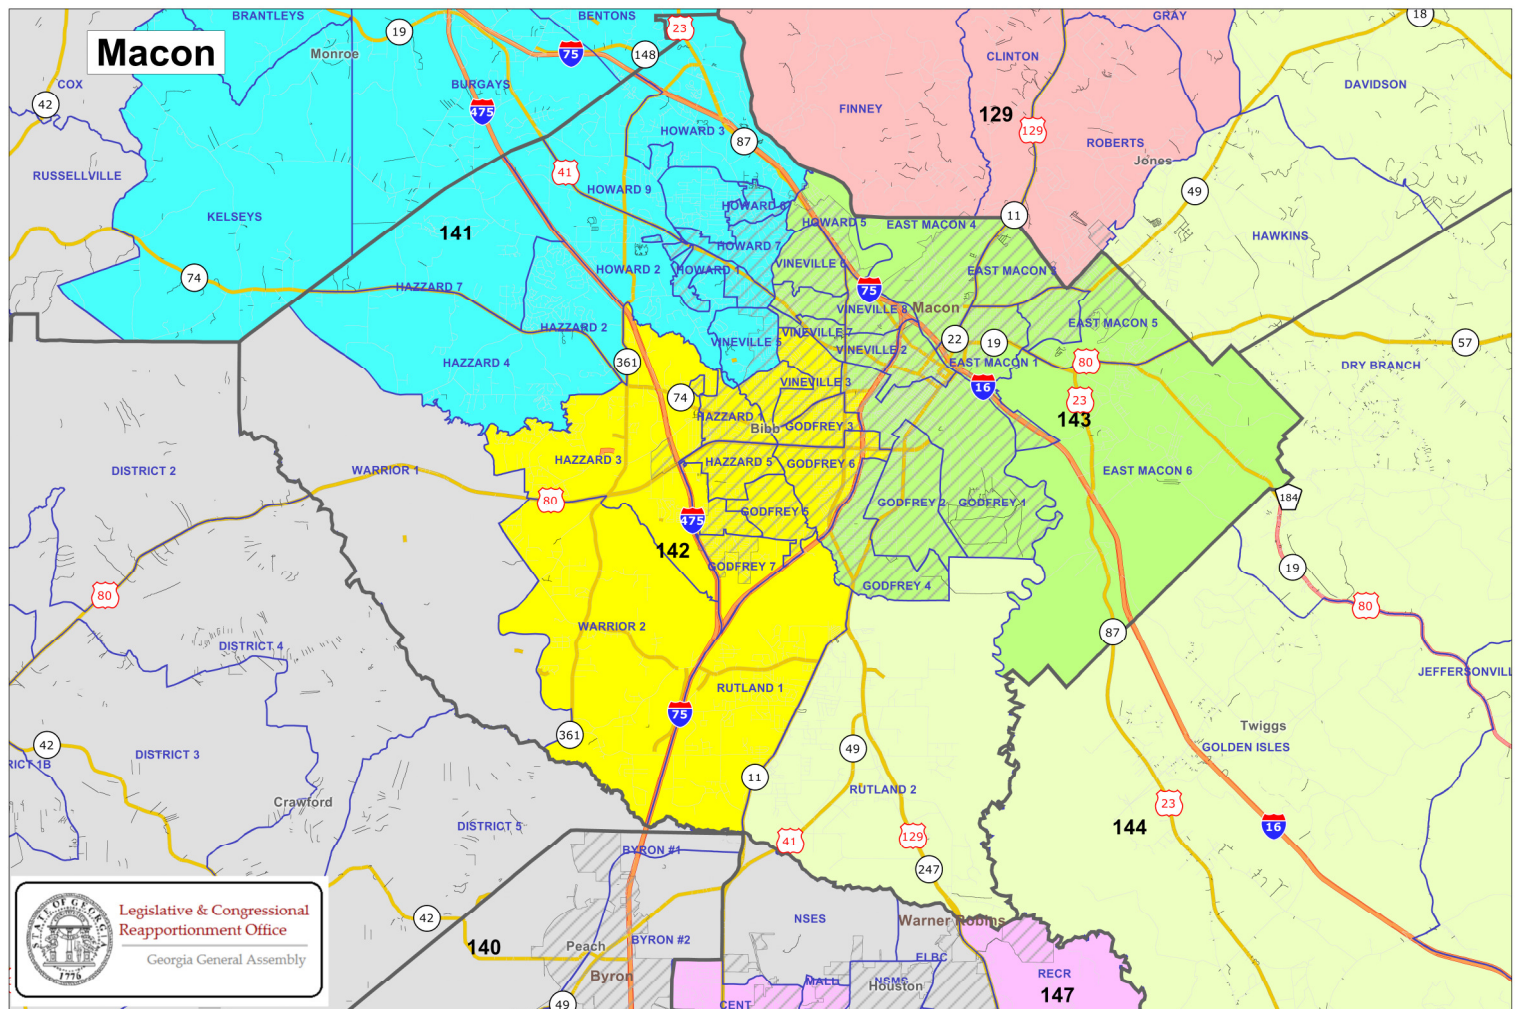 Macon
BRANTLEYS
BENTONS
GRAY
18
19
23
Monroe
75
148
CLINTON
COX
BURGAYS
DAVIDSON
42
475
FINNEY
129
129
HOWARD 3
87
ROBERTS
Jones
RUSSELLVILLE
41
HOWARD 9
49
KELSEYS
HOWARD 8
11
141
HOWARD 5
EAST MACON 4
HAWKINS
HOWARD 7
VINEVILLE 6
74
HOWARD 2
HOWARD 1
EAST MACON 3
HAZZARD 7
75
VINEVILLE 8
Macon
HAZZARD 2
VINEVILLE 7
EAST MACON 5
VINEVILLE 5
VINEVILLE 2
22
19
57
HAZZARD 4
361
EAST MACON 1
80
DRY BRANCH
VINEVILLE 3
16
74
23
HAZZARD 1
143
Bibb
GODFREY 3
HAZZARD 3
HAZZARD 5
GODFREY 6
EAST MACON 6
DISTRICT 2
WARRIOR 1
80
GODFREY 2
GODFREY 1
184
475
GODFREY 5
142
GODFREY 7
19
GODFREY 4
80
80
WARRIOR 2
87
DISTRICT 4
RUTLAND 1
JEFFERSONVILL
75
361
Twiggs
GOLDEN ISLES
42
DISTRICT 3
49
RICT 1B
11
RUTLAND 2
Crawford
23
DISTRICT 5
144
16
41
129
BYRON #1
247
STATE OF GEORGIA
1776
Legislative & Congressional
Reapportionment Office
Georgia General Assembly
42
NSES
Warner Robins
140
Peach
BYRON #2
FLBC
Byron
MALL
NSMS
Houston
RECR
147
49
CENT